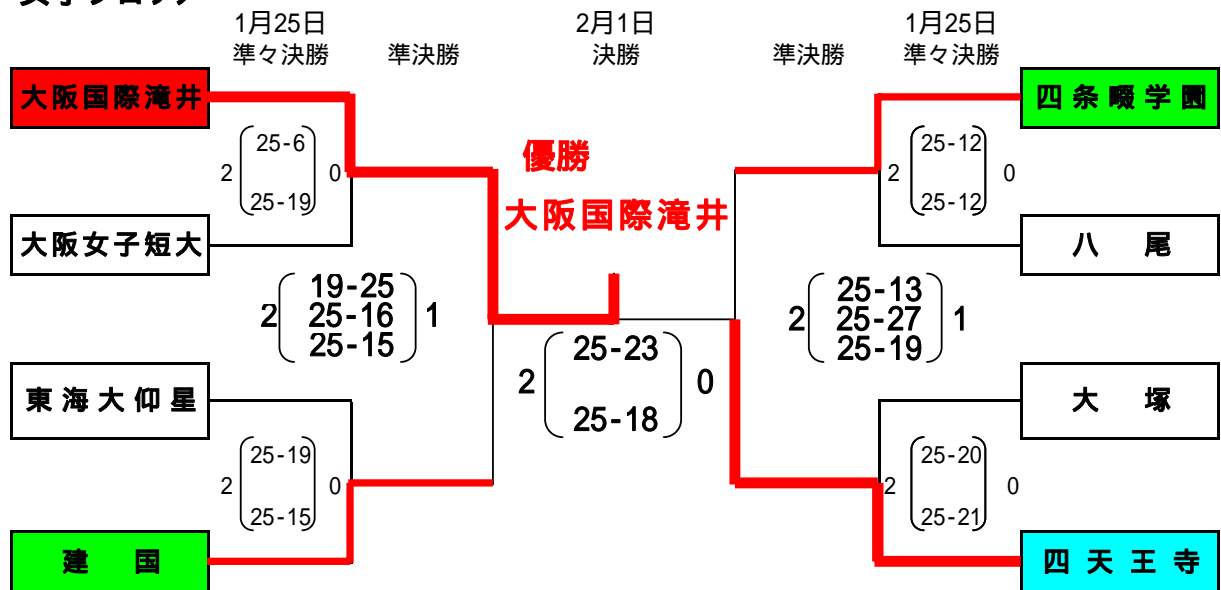 1月25日
準々決勝
準決勝
2月1日
決勝
準決勝
1月25日
準々決勝
大阪国際滝井
四条畷学園
25-6
2 0
25-19
優勝
大阪国際滝井
25-12
2 0
25-12
大阪女子短大
八尾
19-25
2 25-16 1
25-15
25-13
2 25-27 1
25-19
25-23
2 0
25-18
東海大仰星
大塚
25-19
2 0
25-15
25-20
2 0
25-21
建国
四天王寺